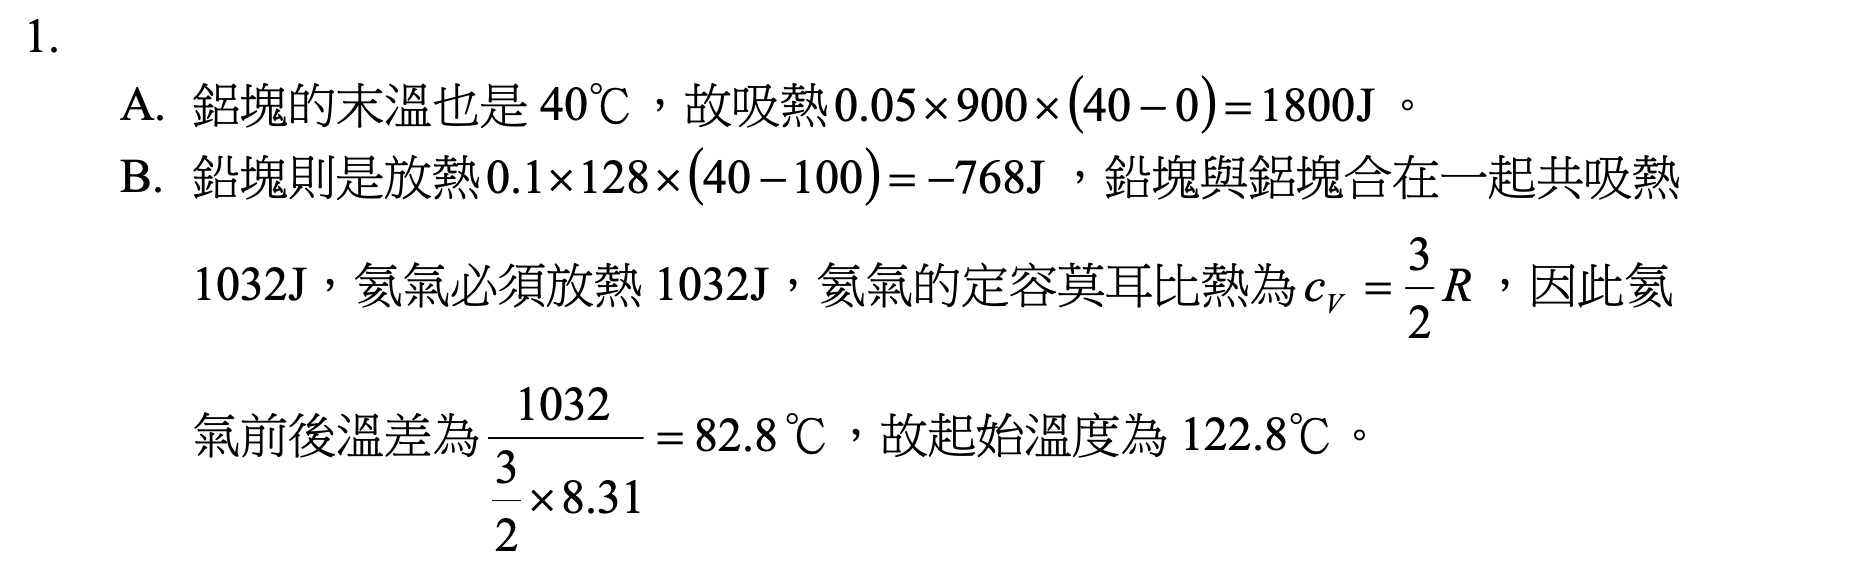 1.
A. 鋁塊的末溫也是 40℃，故吸熱0.05×900×(40−0)=1800J 。
B. 鉛塊則是放熱0.1×128×(40−100)=−768J ，鉛塊與鋁塊合在一起共吸熱
1032J，氦氣必須放熱 1032J，氦氣的定容莫耳比熱為 c_V = \frac{3}{2} R ，因此氦
氣前後溫差為 \frac{1032}{\frac{3}{2}×8.31} = 82.8℃，故起始溫度為 122.8℃。